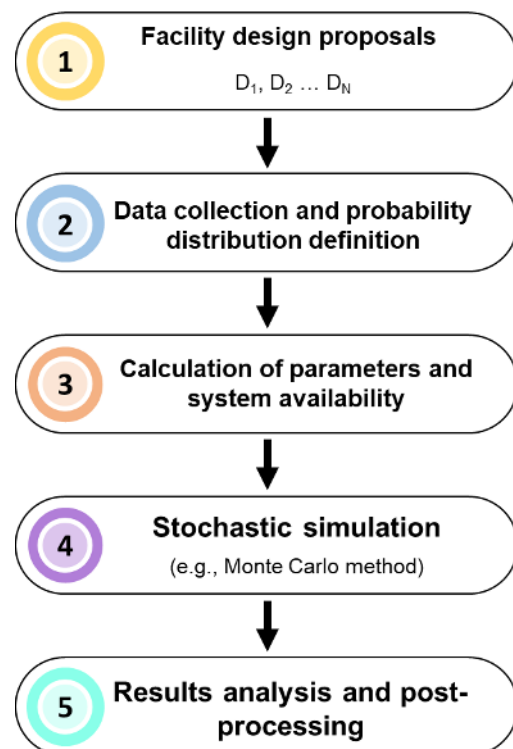 1
Facility design proposals
D₁, D₂ … D_N
2
Data collection and probability
distribution definition
3
Calculation of parameters and
system availability
4
Stochastic simulation
(e.g., Monte Carlo method)
5
Results analysis and post-
processing